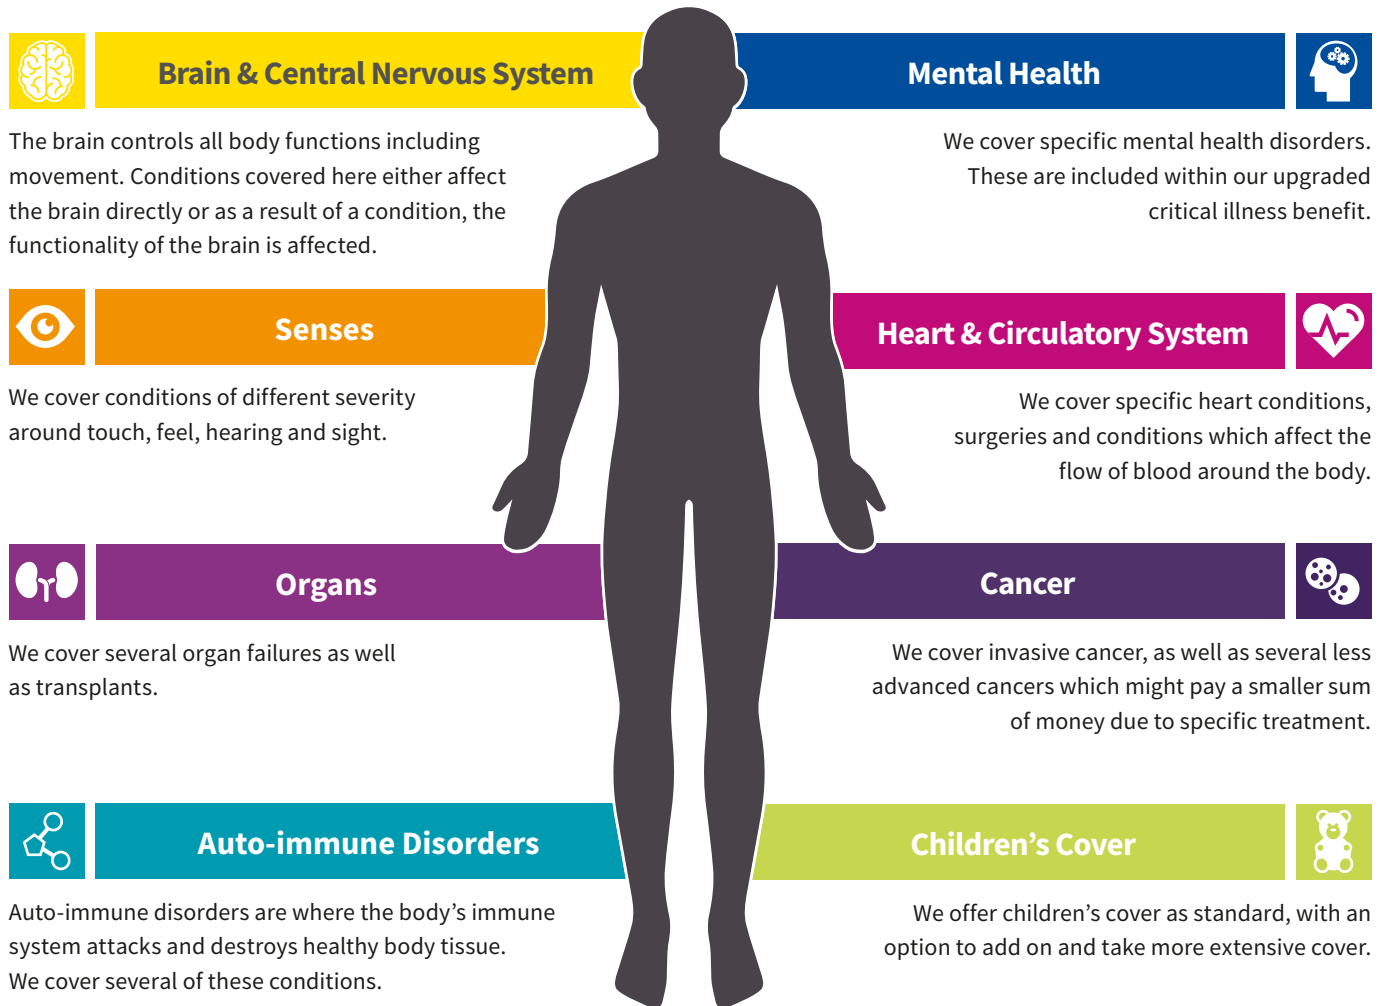 Brain & Central Nervous System
The brain controls all body functions including
movement. Conditions covered here either affect
the brain directly or as a result of a condition, the
functionality of the brain is affected.
Mental Health
We cover specific mental health disorders.
These are included within our upgraded
critical illness benefit.
Senses
We cover conditions of different severity
around touch, feel, hearing and sight.
Heart & Circulatory System
We cover specific heart conditions,
surgeries and conditions which affect the
flow of blood around the body.
Organs
We cover several organ failures as well
as transplants.
Cancer
We cover invasive cancer, as well as several less
advanced cancers which might pay a smaller sum
of money due to specific treatment.
Auto-immune Disorders
Auto-immune disorders are where the body’s immune
system attacks and destroys healthy body tissue.
We cover several of these conditions.
Children’s Cover
We offer children’s cover as standard, with an
option to add on and take more extensive cover.